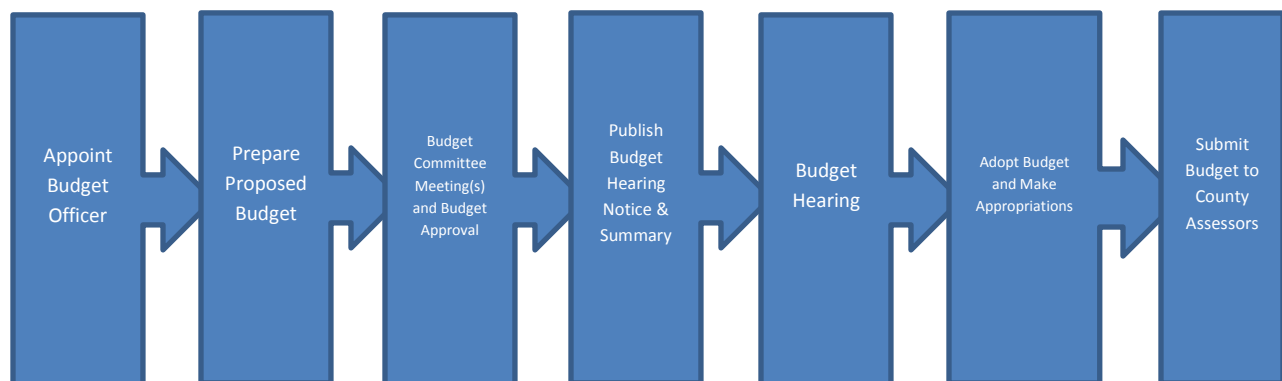 Appoint
Budget
Officer
Prepare
Proposed
Budget
Budget
Committee
Meeting(s)
and Budget
Approval
Publish
Budget
Hearing
Notice &
Summary
Budget
Hearing
Adopt Budget
and Make
Appropriations
Submit
Budget to
County
Assessors